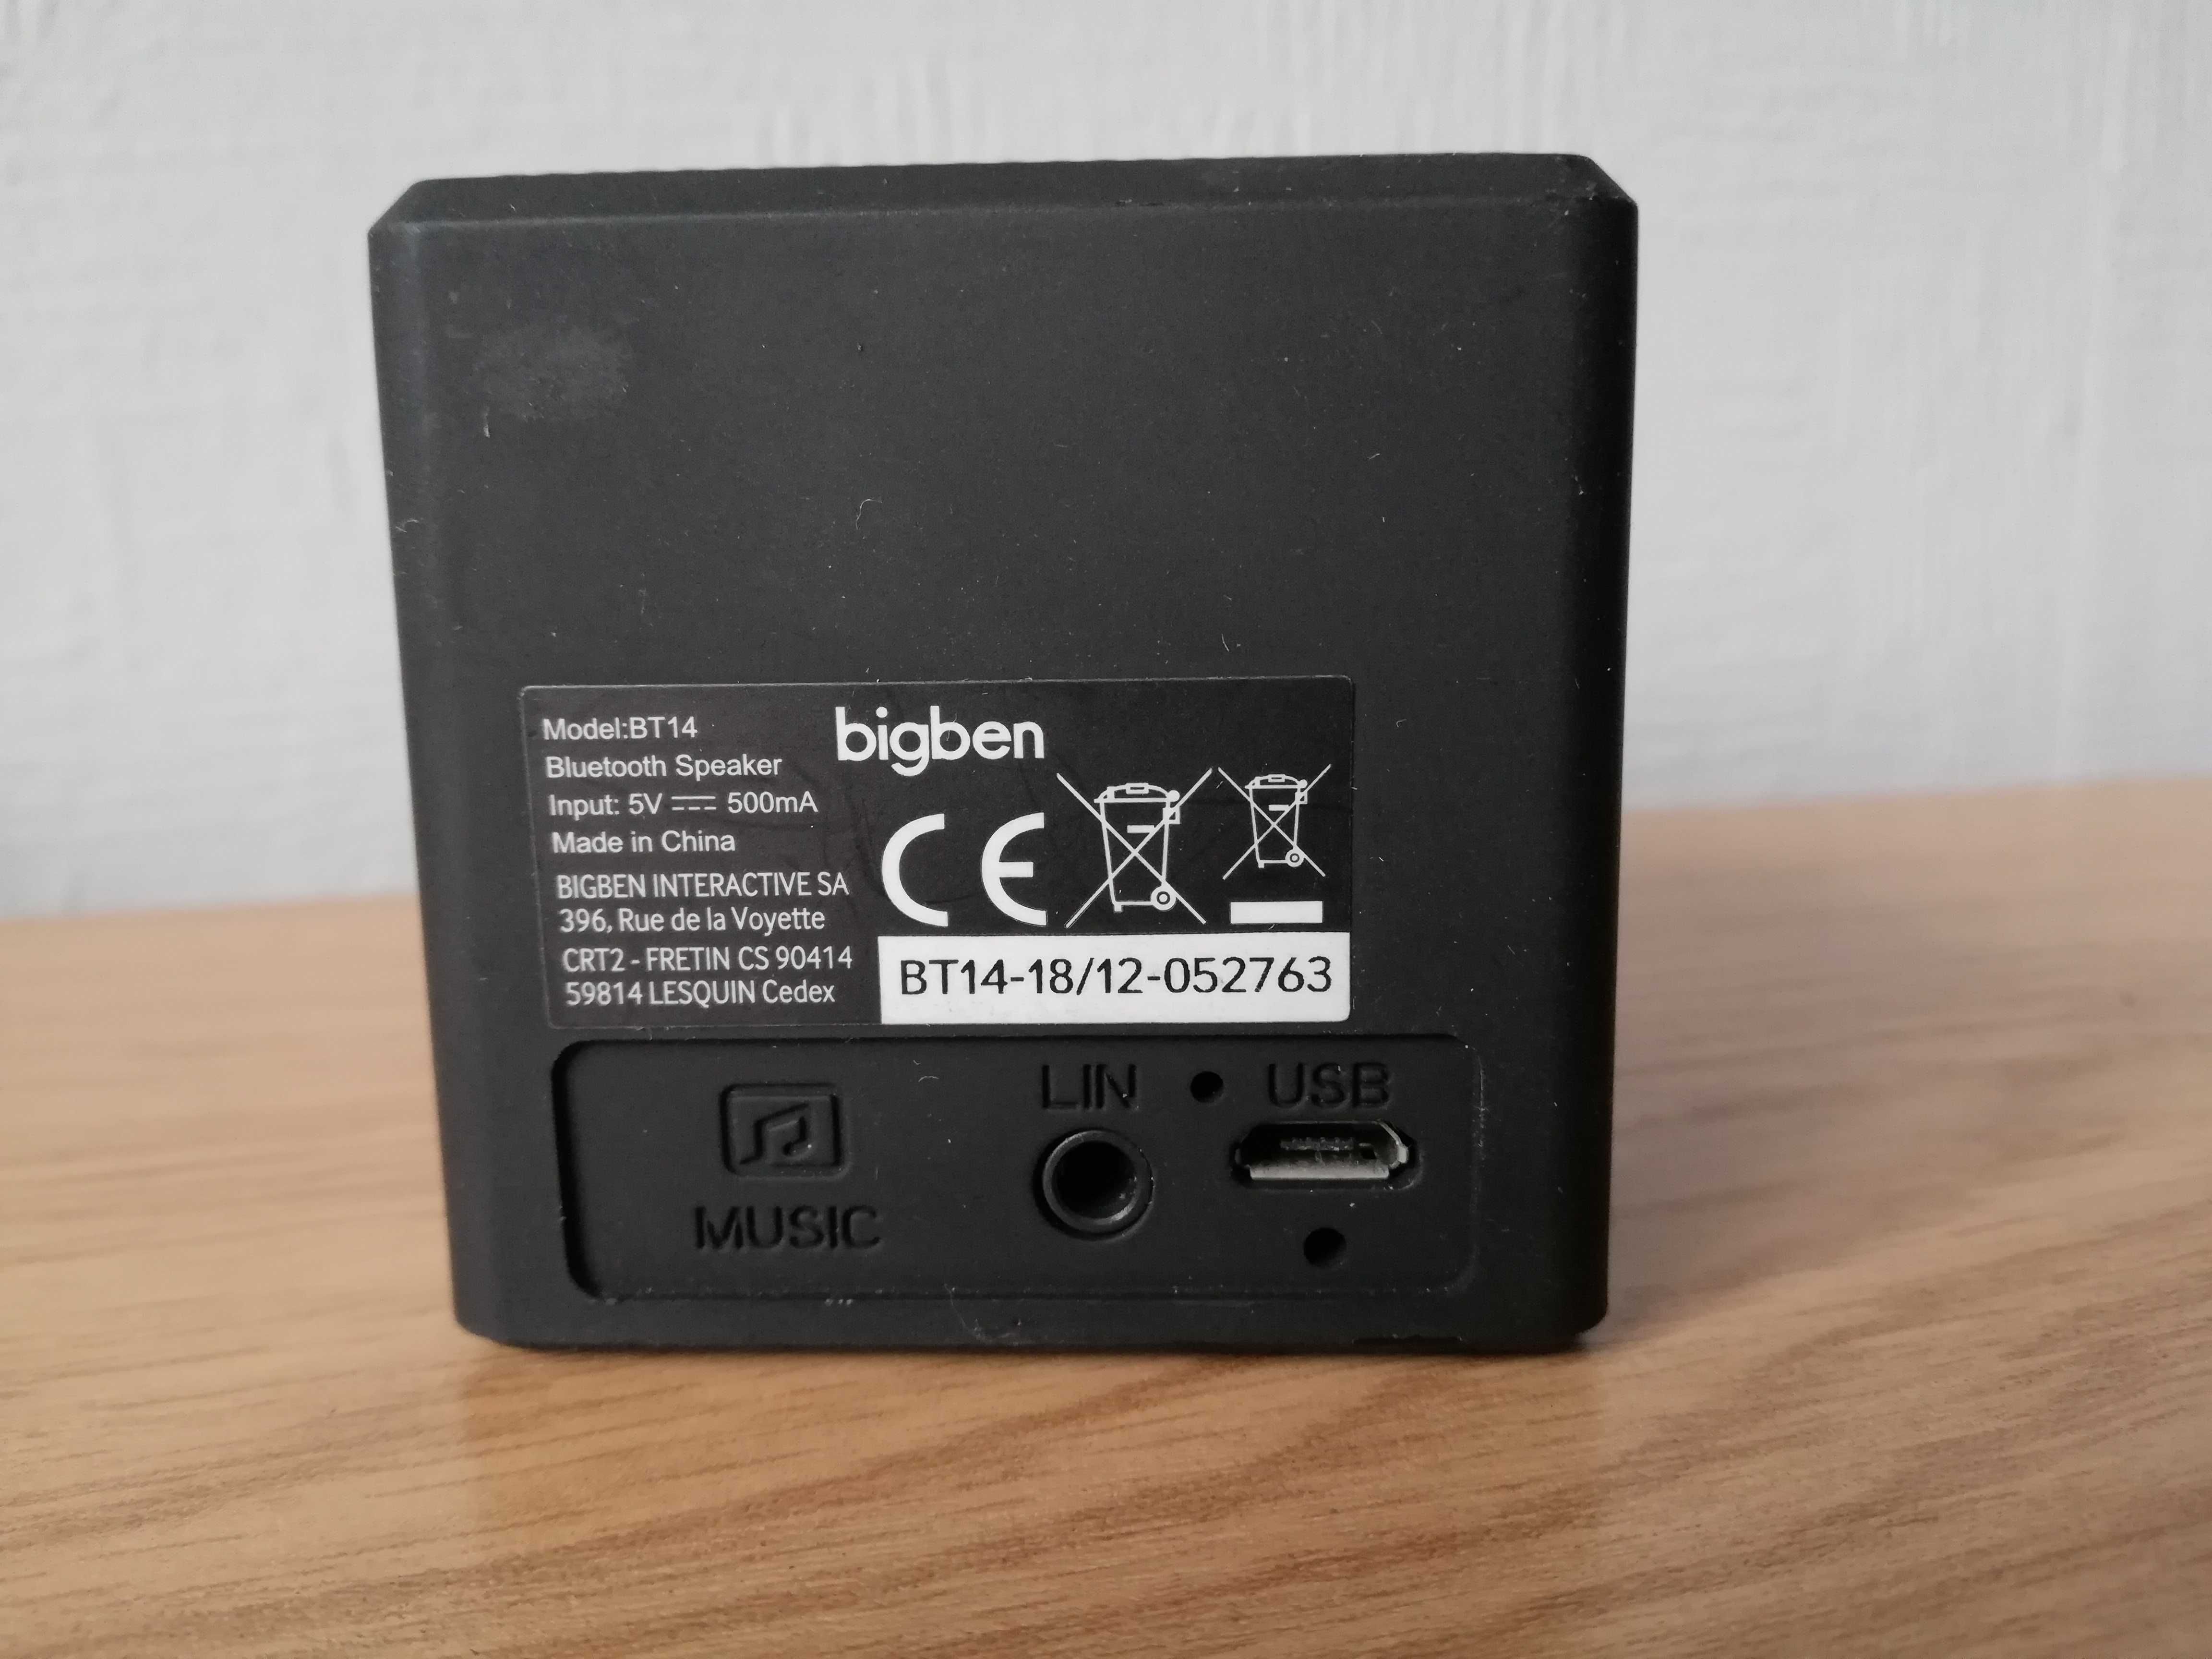 Model:BT14
Bluetooth Speaker
Input: 5V ⎓ 500mA
Made in China
BIGBEN INTERACTIVE SA
396, Rue de la Voyette
CRT2 - FRETIN CS 90414
59814 LESQUIN Cedex
bigben
CE
BT14-18/12-052763
MUSIC
LIN
USB